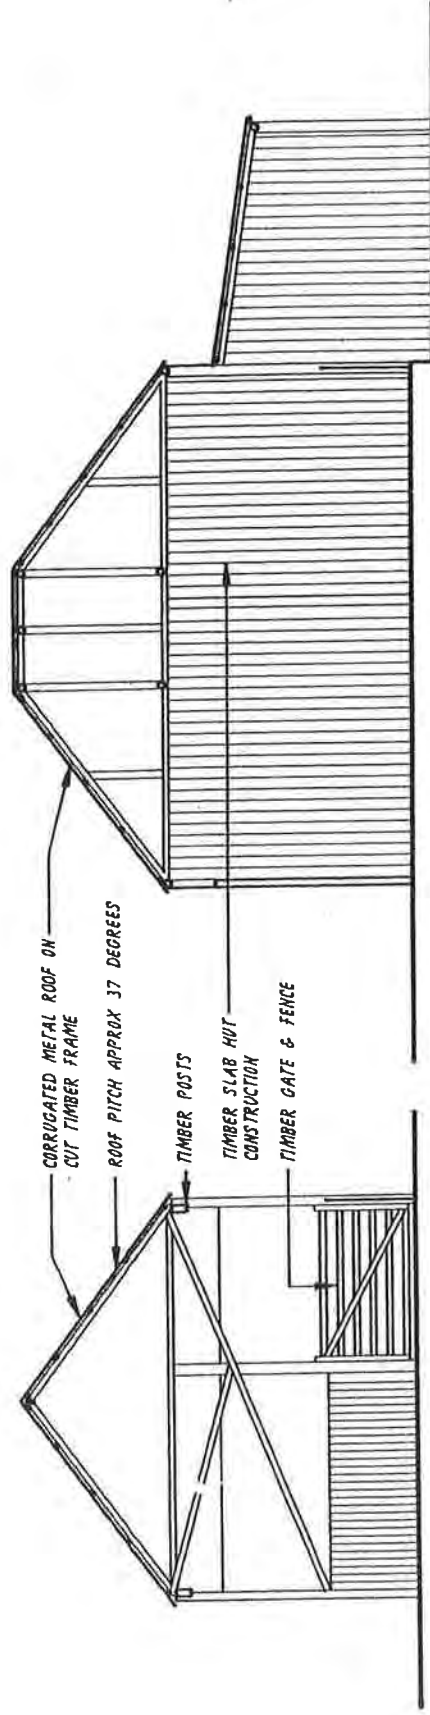 CORRUGATED METAL ROOF ON
CUT TIMBER FRAME
ROOF PITCH APPROX 37 DEGREES
TIMBER POSTS
TIMBER SLAB HUT
CONSTRUCTION
TIMBER GATE & FENCE